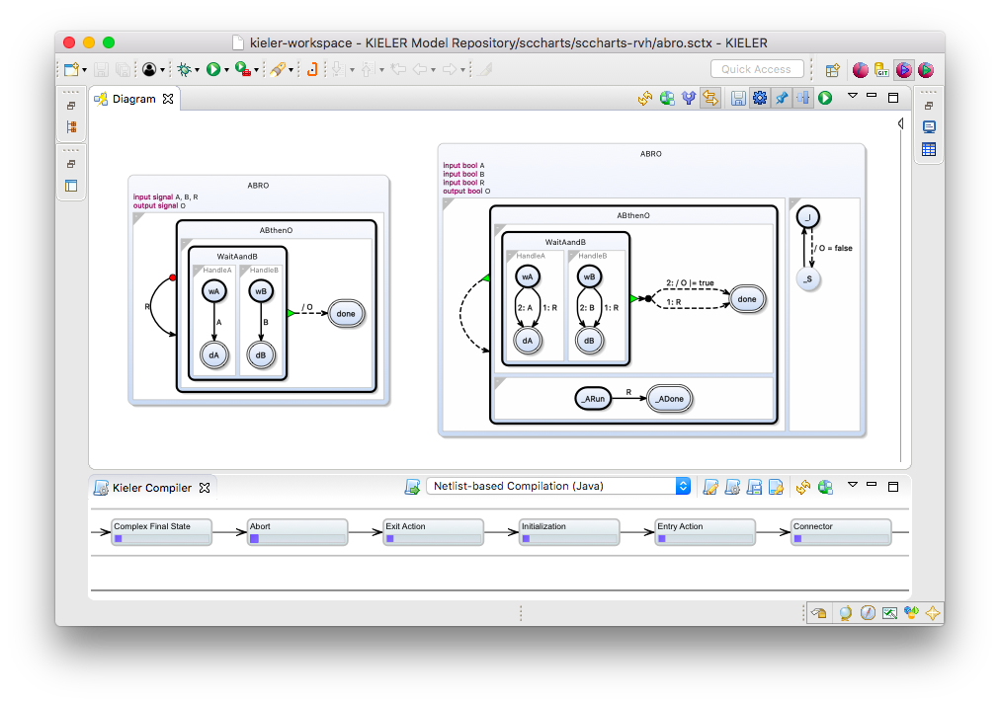 kieler-workspace - KIELER Model Repository/sccharts/sccharts-rvh/abro.sctx - KIELER
Quick Access
GIT
Diagram
ABRO
input signal A, B, R
output signal O
ABthenO
WaitAandB
HandleA
HandleB
wA
wB
R
A
B
/ O
done
dA
dB
ABRO
input bool A
input bool B
input bool R
output bool O
ABthenO
WaitAandB
HandleA
HandleB
wA
wB
2: A
1: R
2: B
1: R
dA
dB
2: / O |= true
1: R
done
_I
/ O = false
_S
_ARun
R
_ADone
Kieler Compiler
Netlist-based Compilation (Java)
Complex Final State
Abort
Exit Action
Initialization
Entry Action
Connector